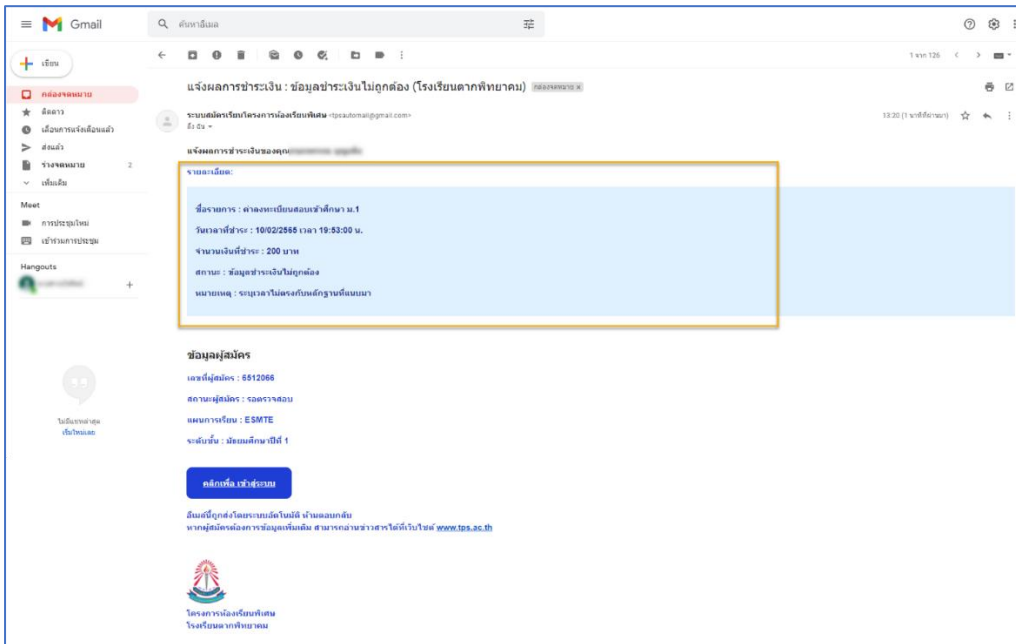 Gmail
ค้นหาอีเมล
เขียน
1 จาก 126
กล่องจดหมาย
ติดดาว
เลื่อนการแจ้งเตือนแล้ว
ส่งแล้ว
ร่างจดหมาย 2
เพิ่มเติม
Meet
การประชุมใหม่
เข้าร่วมการประชุม
Hangouts
ไม่มีแชทล่าสุด
เริ่มใหม่เลย
แจ้งผลการชำระเงิน : ข้อมูลชำระเงินไม่ถูกต้อง (โรงเรียนตากพิทยาคม) กล่องจดหมาย x
ระบบสมัครเรียนโครงการห้องเรียนพิเศษ <tpsautomail@gmail.com>
13:20 (1 นาทีที่ผ่านมา)
ถึง ฉัน
แจ้งผลการชำระเงินของคุณ
รายละเอียด:
ชื่อรายการ : ค่าลงทะเบียนสอบเข้าศึกษา ม.1
วันเวลาที่ชำระ : 10/02/2565 เวลา 19:53:00 น.
จำนวนเงินที่ชำระ : 200 บาท
สถานะ : ข้อมูลชำระเงินไม่ถูกต้อง
หมายเหตุ : ระบุเวลาไม่ตรงกับหลักฐานที่แนบมา
ข้อมูลผู้สมัคร
เลขที่ผู้สมัคร : 6512066
สถานะผู้สมัคร : รอตรวจสอบ
แผนการเรียน : ESMTE
ระดับชั้น : มัธยมศึกษาปีที่ 1
คลิกเพื่อ เข้าสู่ระบบ
อีเมล์นี้ถูกส่งโดยระบบอัตโนมัติ ห้ามตอบกลับ
หากผู้สมัครต้องการข้อมูลเพิ่มเติม สามารถอ่านข่าวสารได้ที่เว็บไซต์ www.tps.ac.th
โครงการห้องเรียนพิเศษ
โรงเรียนตากพิทยาคม